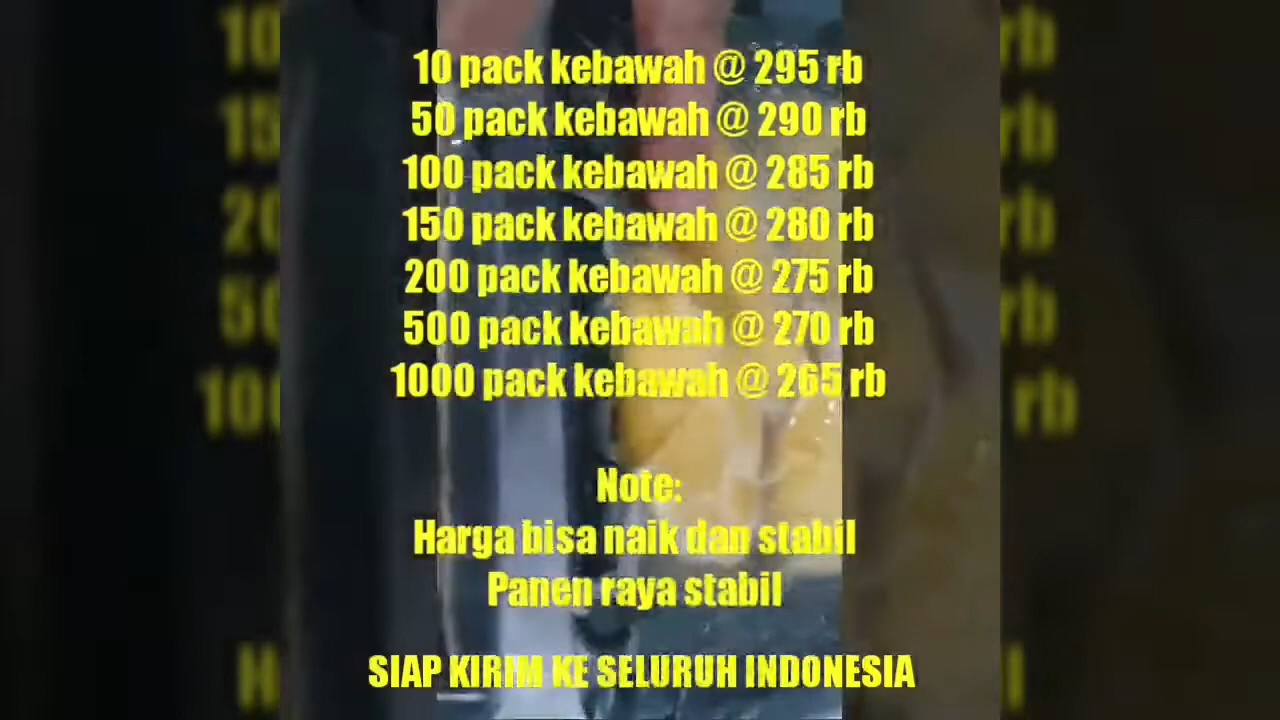 10 pack kebawah @ 295 rb
50 pack kebawah @ 290 rb
100 pack kebawah @ 285 rb
150 pack kebawah @ 280 rb
200 pack kebawah @ 275 rb
500 pack kebawah @ 270 rb
1000 pack kebawah @ 265 rb
Note:
Harga bisa naik dan stabil
Panen raya stabil
SIAP KIRIM KE SELURUH INDONESIA